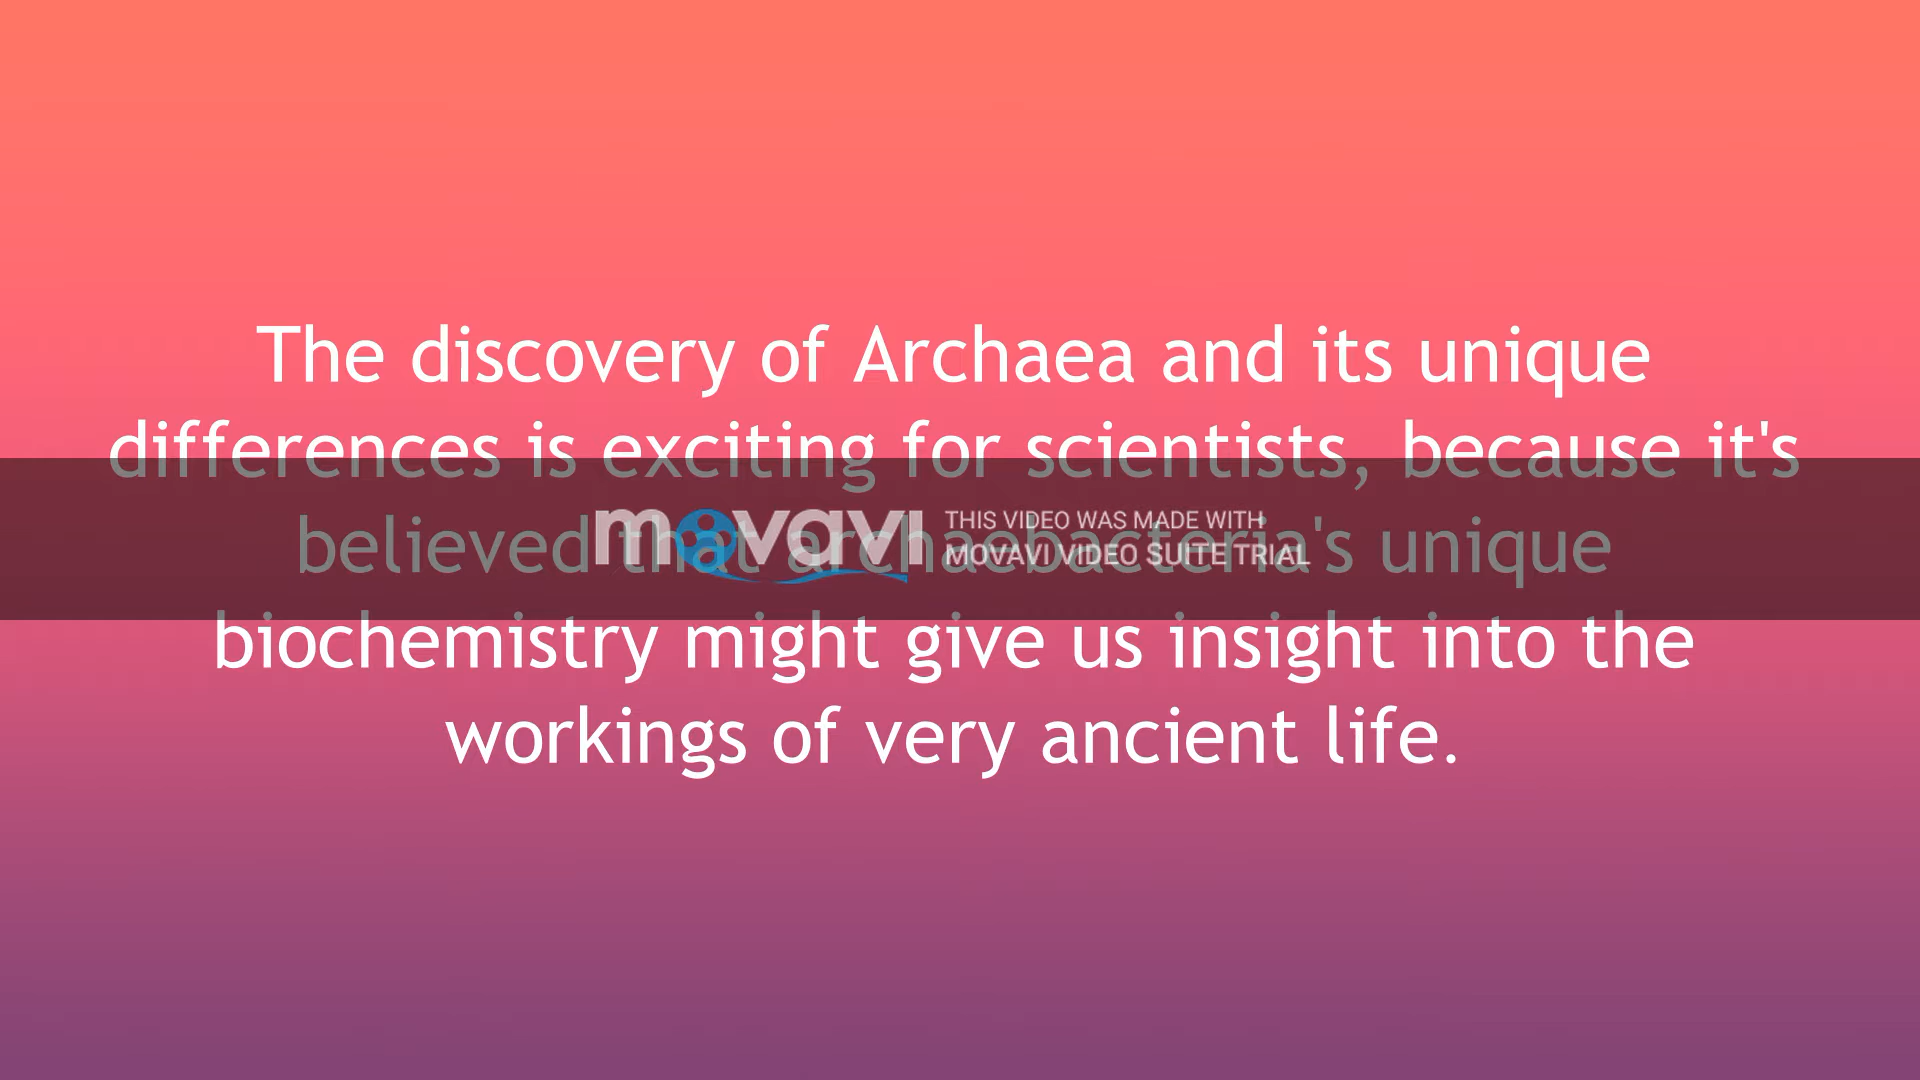 The discovery of Archaea and its unique
differences is exciting for scientists, because it's
believed that archaebacteria's unique
movavi
THIS VIDEO WAS MADE WITH
MOVAVI VIDEO SUITE TRIAL
biochemistry might give us insight into the
workings of very ancient life.